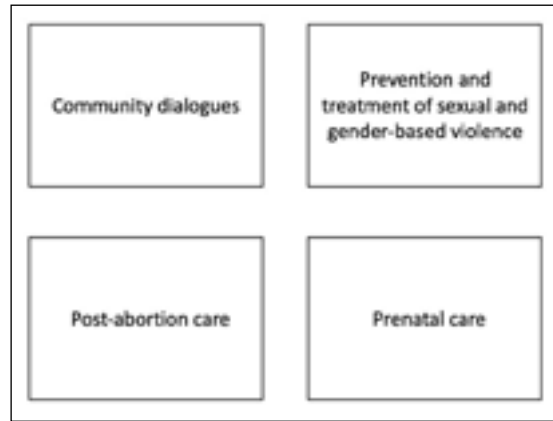 Community dialogues
Prevention and
treatment of sexual and
gender-based violence
Post-abortion care
Prenatal care